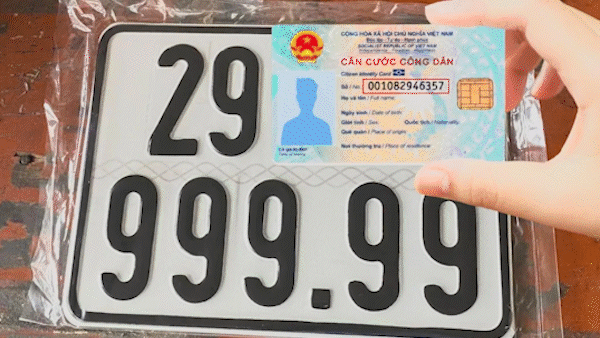 29
CỘNG HÒA XÃ HỘI CHỦ NGHĨA VIỆT NAM
Độc lập - Tự do - Hạnh phúc
SOCIALIST REPUBLIC OF VIET NAM
CĂN CƯỚC CÔNG DÂN
Citizen Identity Card
Số / No. 001082946357
Họ và tên / Full name:
Ngày sinh / Date of birth:
Giới tính / Sex: Quốc tịch / Nationality:
Quê quán / Place of origin:
Nơi thường trú / Place of residence:
999.99